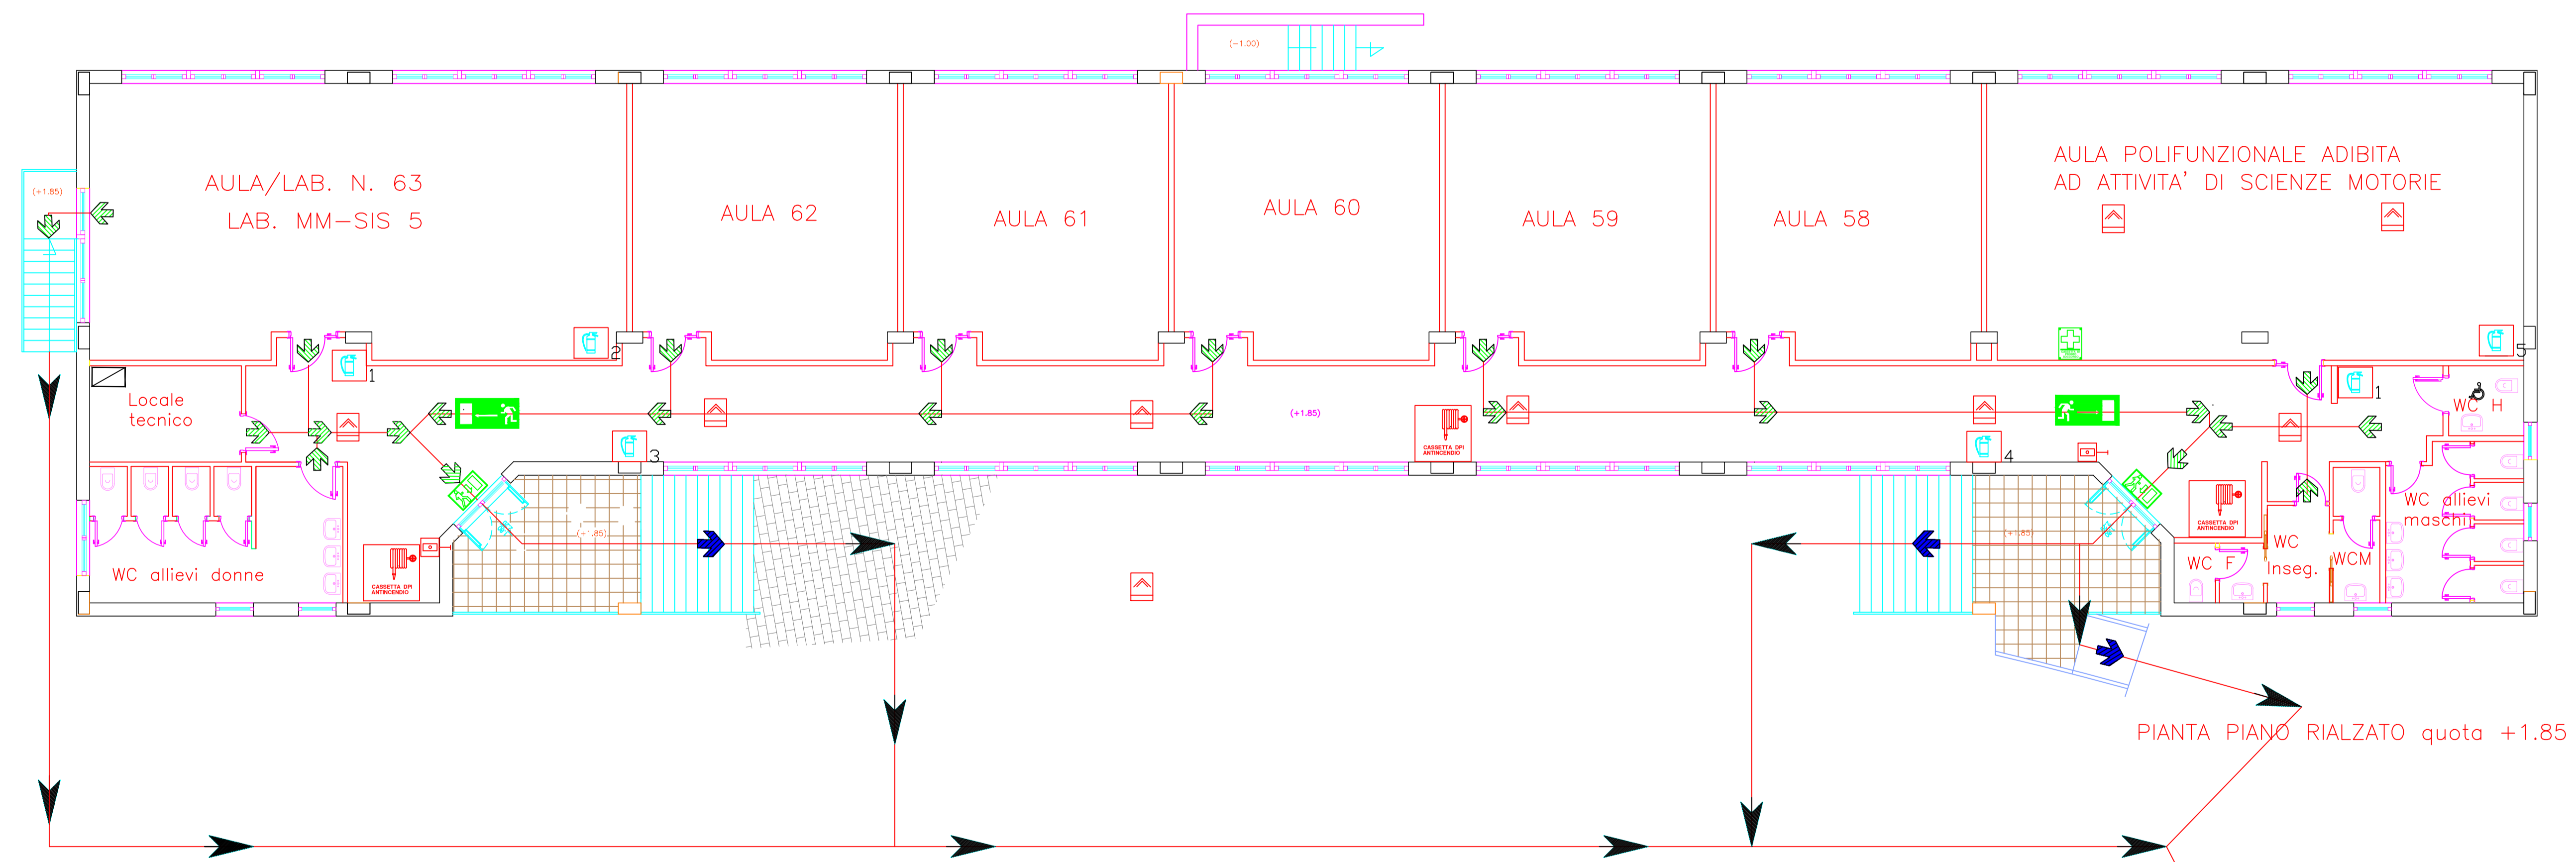 (-1.00)
AULA/LAB. N. 63
LAB. MM-SIS 5
AULA 62
AULA 61
AULA 60
AULA 59
AULA 58
AULA POLIFUNZIONALE ADIBITA
AD ATTIVITA' DI SCIENZE MOTORIE
(+1.85)
2
1
5
1
Locale
tecnico
(+1.85)
CASSETTA DPI
ANTINCENDIO
WC H
3
4
WC allievi
maschi
CASSETTA DPI
ANTINCENDIO
(+1.85)
(+1.85)
WC
Inseg.
WC F
WCM
WC allievi donne
CASSETTA DPI
ANTINCENDIO
PIANTA PIANO RIALZATO quota +1.85